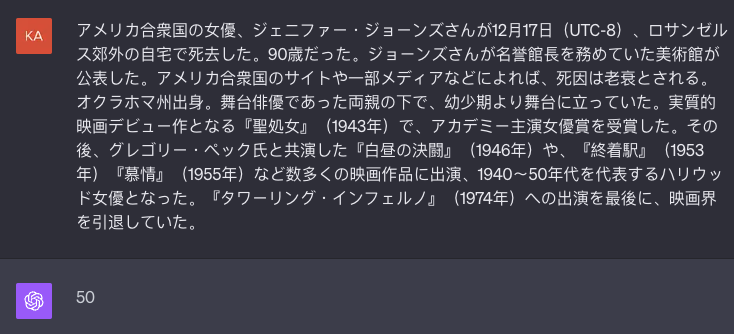 KA
アメリカ合衆国の女優、ジェニファー・ジョーンズさんが12月17日（UTC-8）、ロサンゼル
ス郊外の自宅で死去した。90歳だった。ジョーンズさんが名誉館長を務めていた美術館が
公表した。アメリカ合衆国のサイトや一部メディアなどによれば、死因は老衰とされる。
オクラホマ州出身。舞台俳優であった両親の下で、幼少期より舞台に立っていた。実質的
映画デビュー作となる『聖処女』（1943年）で、アカデミー主演女優賞を受賞した。その
後、グレゴリー・ペック氏と共演した『白昼の決闘』（1946年）や、『終着駅』（1953
年）『慕情』（1955年）など数多くの映画作品に出演、1940〜50年代を代表するハリウッ
ド女優となった。『タワーリング・インフェルノ』（1974年）への出演を最後に、映画界
を引退していた。
50